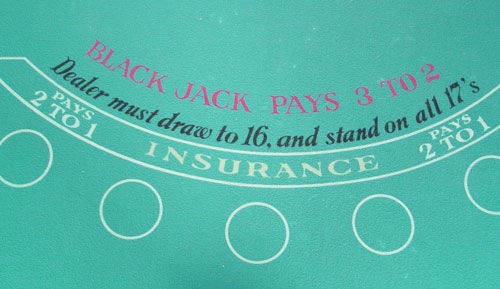 BLACK JACK PAYS 3 TO 2
Dealer must draw to 16, and stand on all 17's
PAYS
2 TO 1
INSURANCE
PAYS
2 TO 1